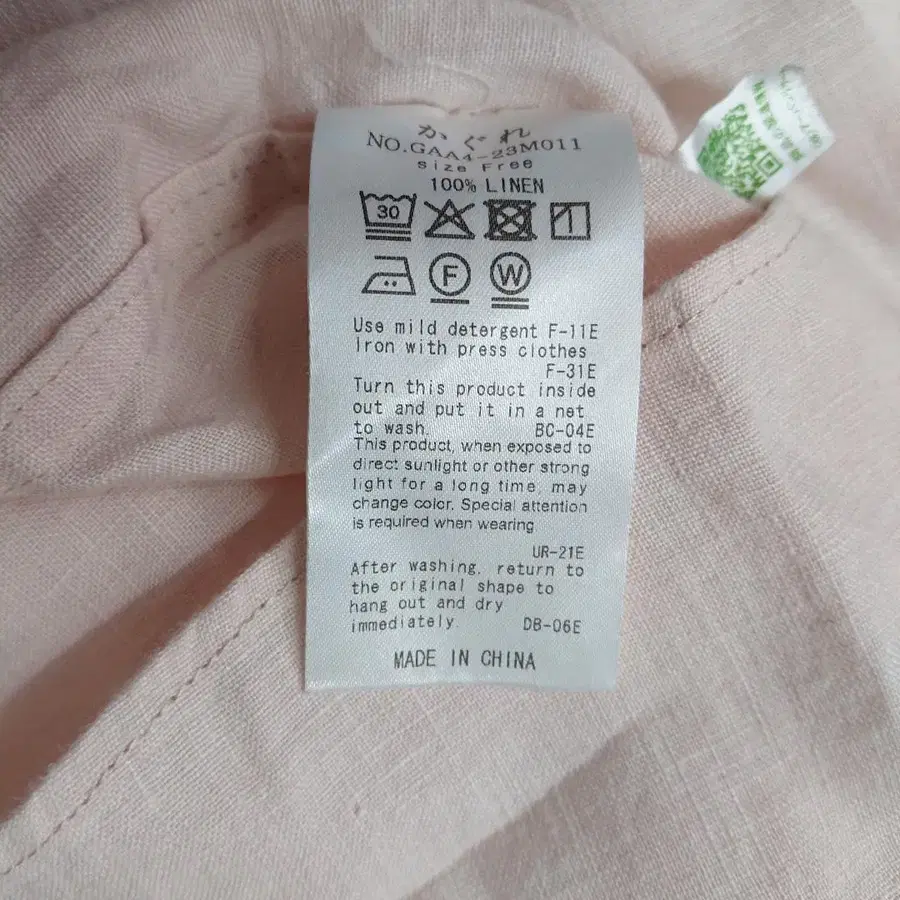 かぐれ
NO.GAA4-23M011
size Free
100% LINEN
30
F
W
Use mild detergent F-11E
Iron with press clothes
F-31E
Turn this product inside
out and put it in a net
to wash. BC-04E
This product, when exposed to
direct sunlight or other strong
light for a long time, may
change color. Special attention
is required when wearing
UR-21E
After washing, return to
the original shape to
hang out and dry
immediately. DB-06E
MADE IN CHINA